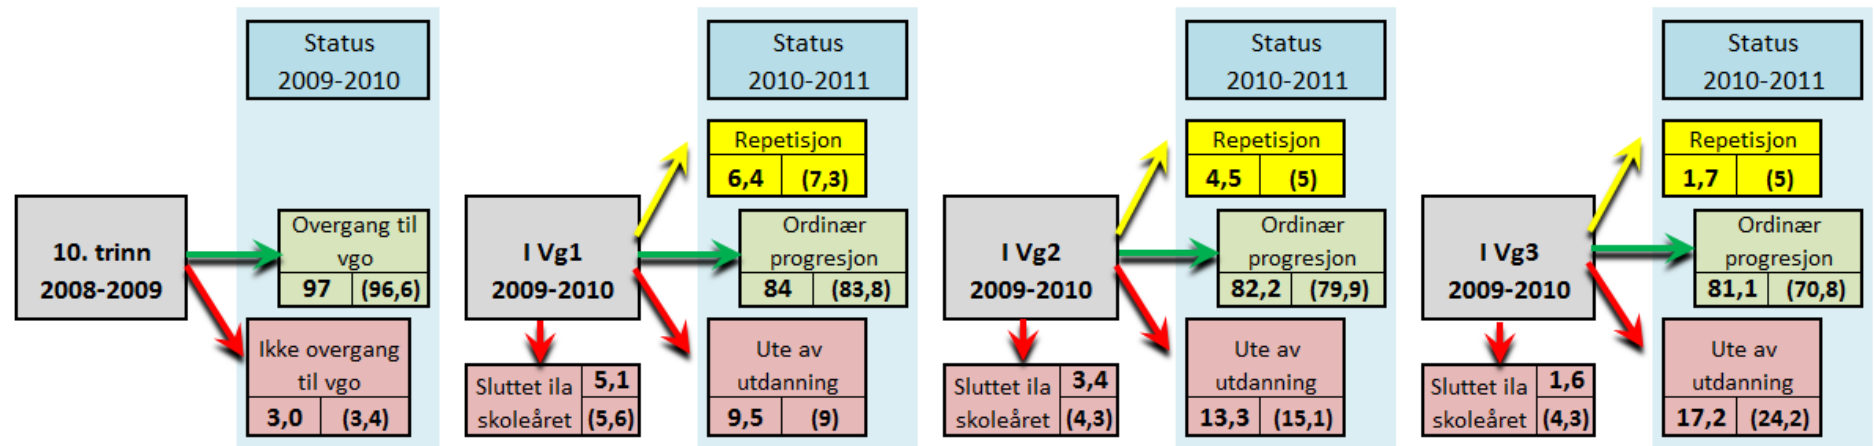 Status
2009-2010
10. trinn
2008-2009
Overgang til
vgo
97 (96,6)
Ikke overgang
til vgo
3,0 (3,4)
Status
2010-2011
Repetisjon
6,4 (7,3)
I Vg1
2009-2010
Ordinær
progresjon
84 (83,8)
Sluttet ila 5,1
skoleåret (5,6)
Ute av
utdanning
9,5 (9)
Status
2010-2011
Repetisjon
4,5 (5)
I Vg2
2009-2010
Ordinær
progresjon
82,2 (79,9)
Sluttet ila 3,4
skoleåret (4,3)
Ute av
utdanning
13,3 (15,1)
Status
2010-2011
Repetisjon
1,7 (5)
I Vg3
2009-2010
Ordinær
progresjon
81,1 (70,8)
Sluttet ila 1,6
skoleåret (4,3)
Ute av
utdanning
17,2 (24,2)